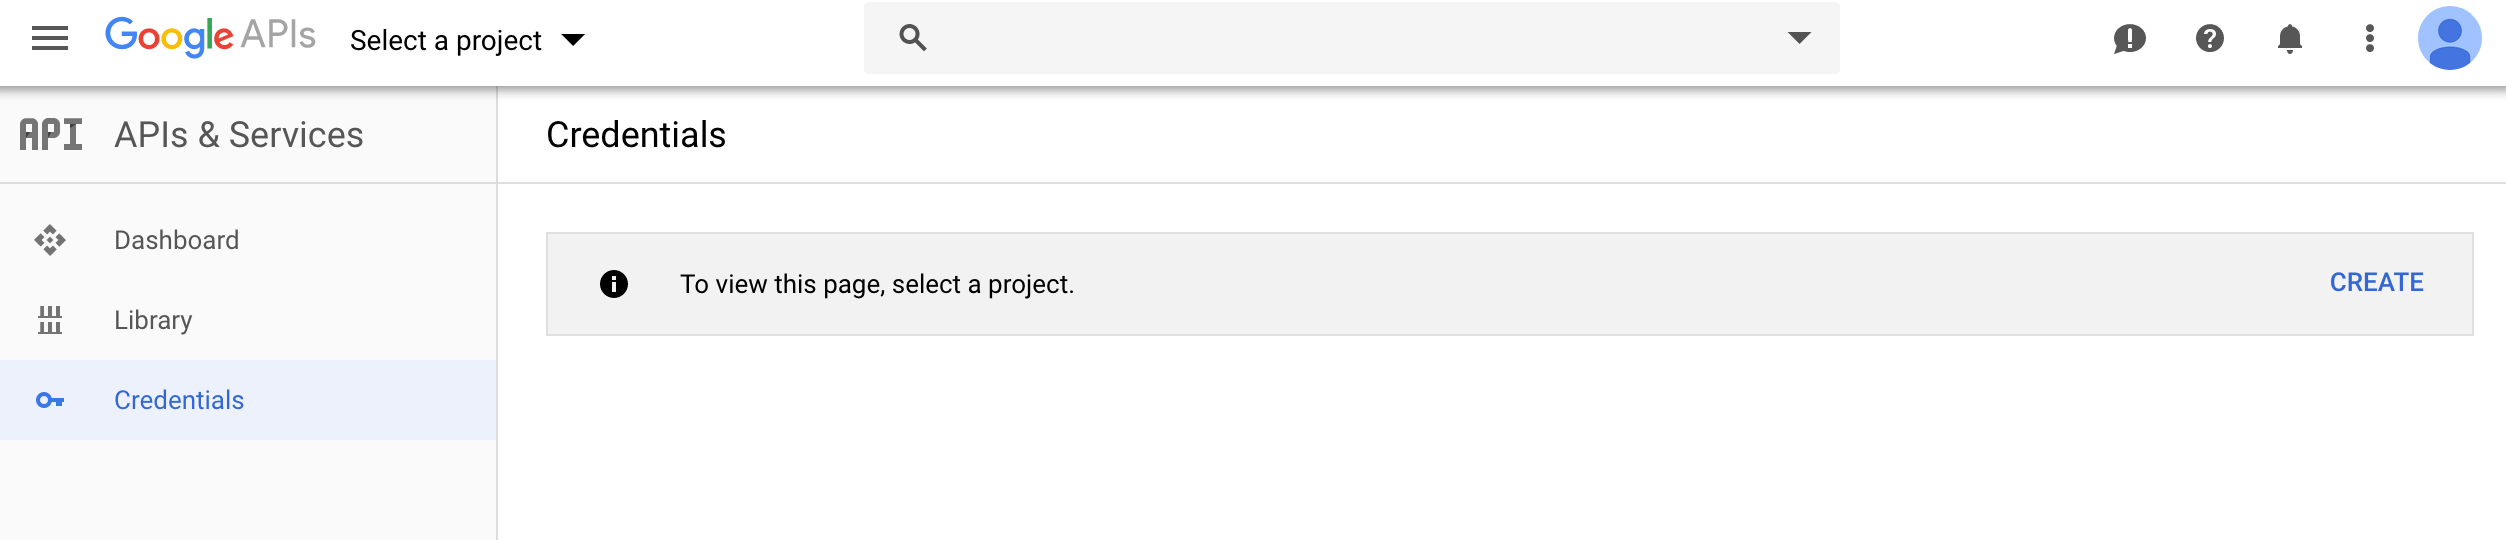 Google APIs
Select a project
API
APIs & Services
Credentials
Dashboard
Library
Credentials
To view this page, select a project.
CREATE